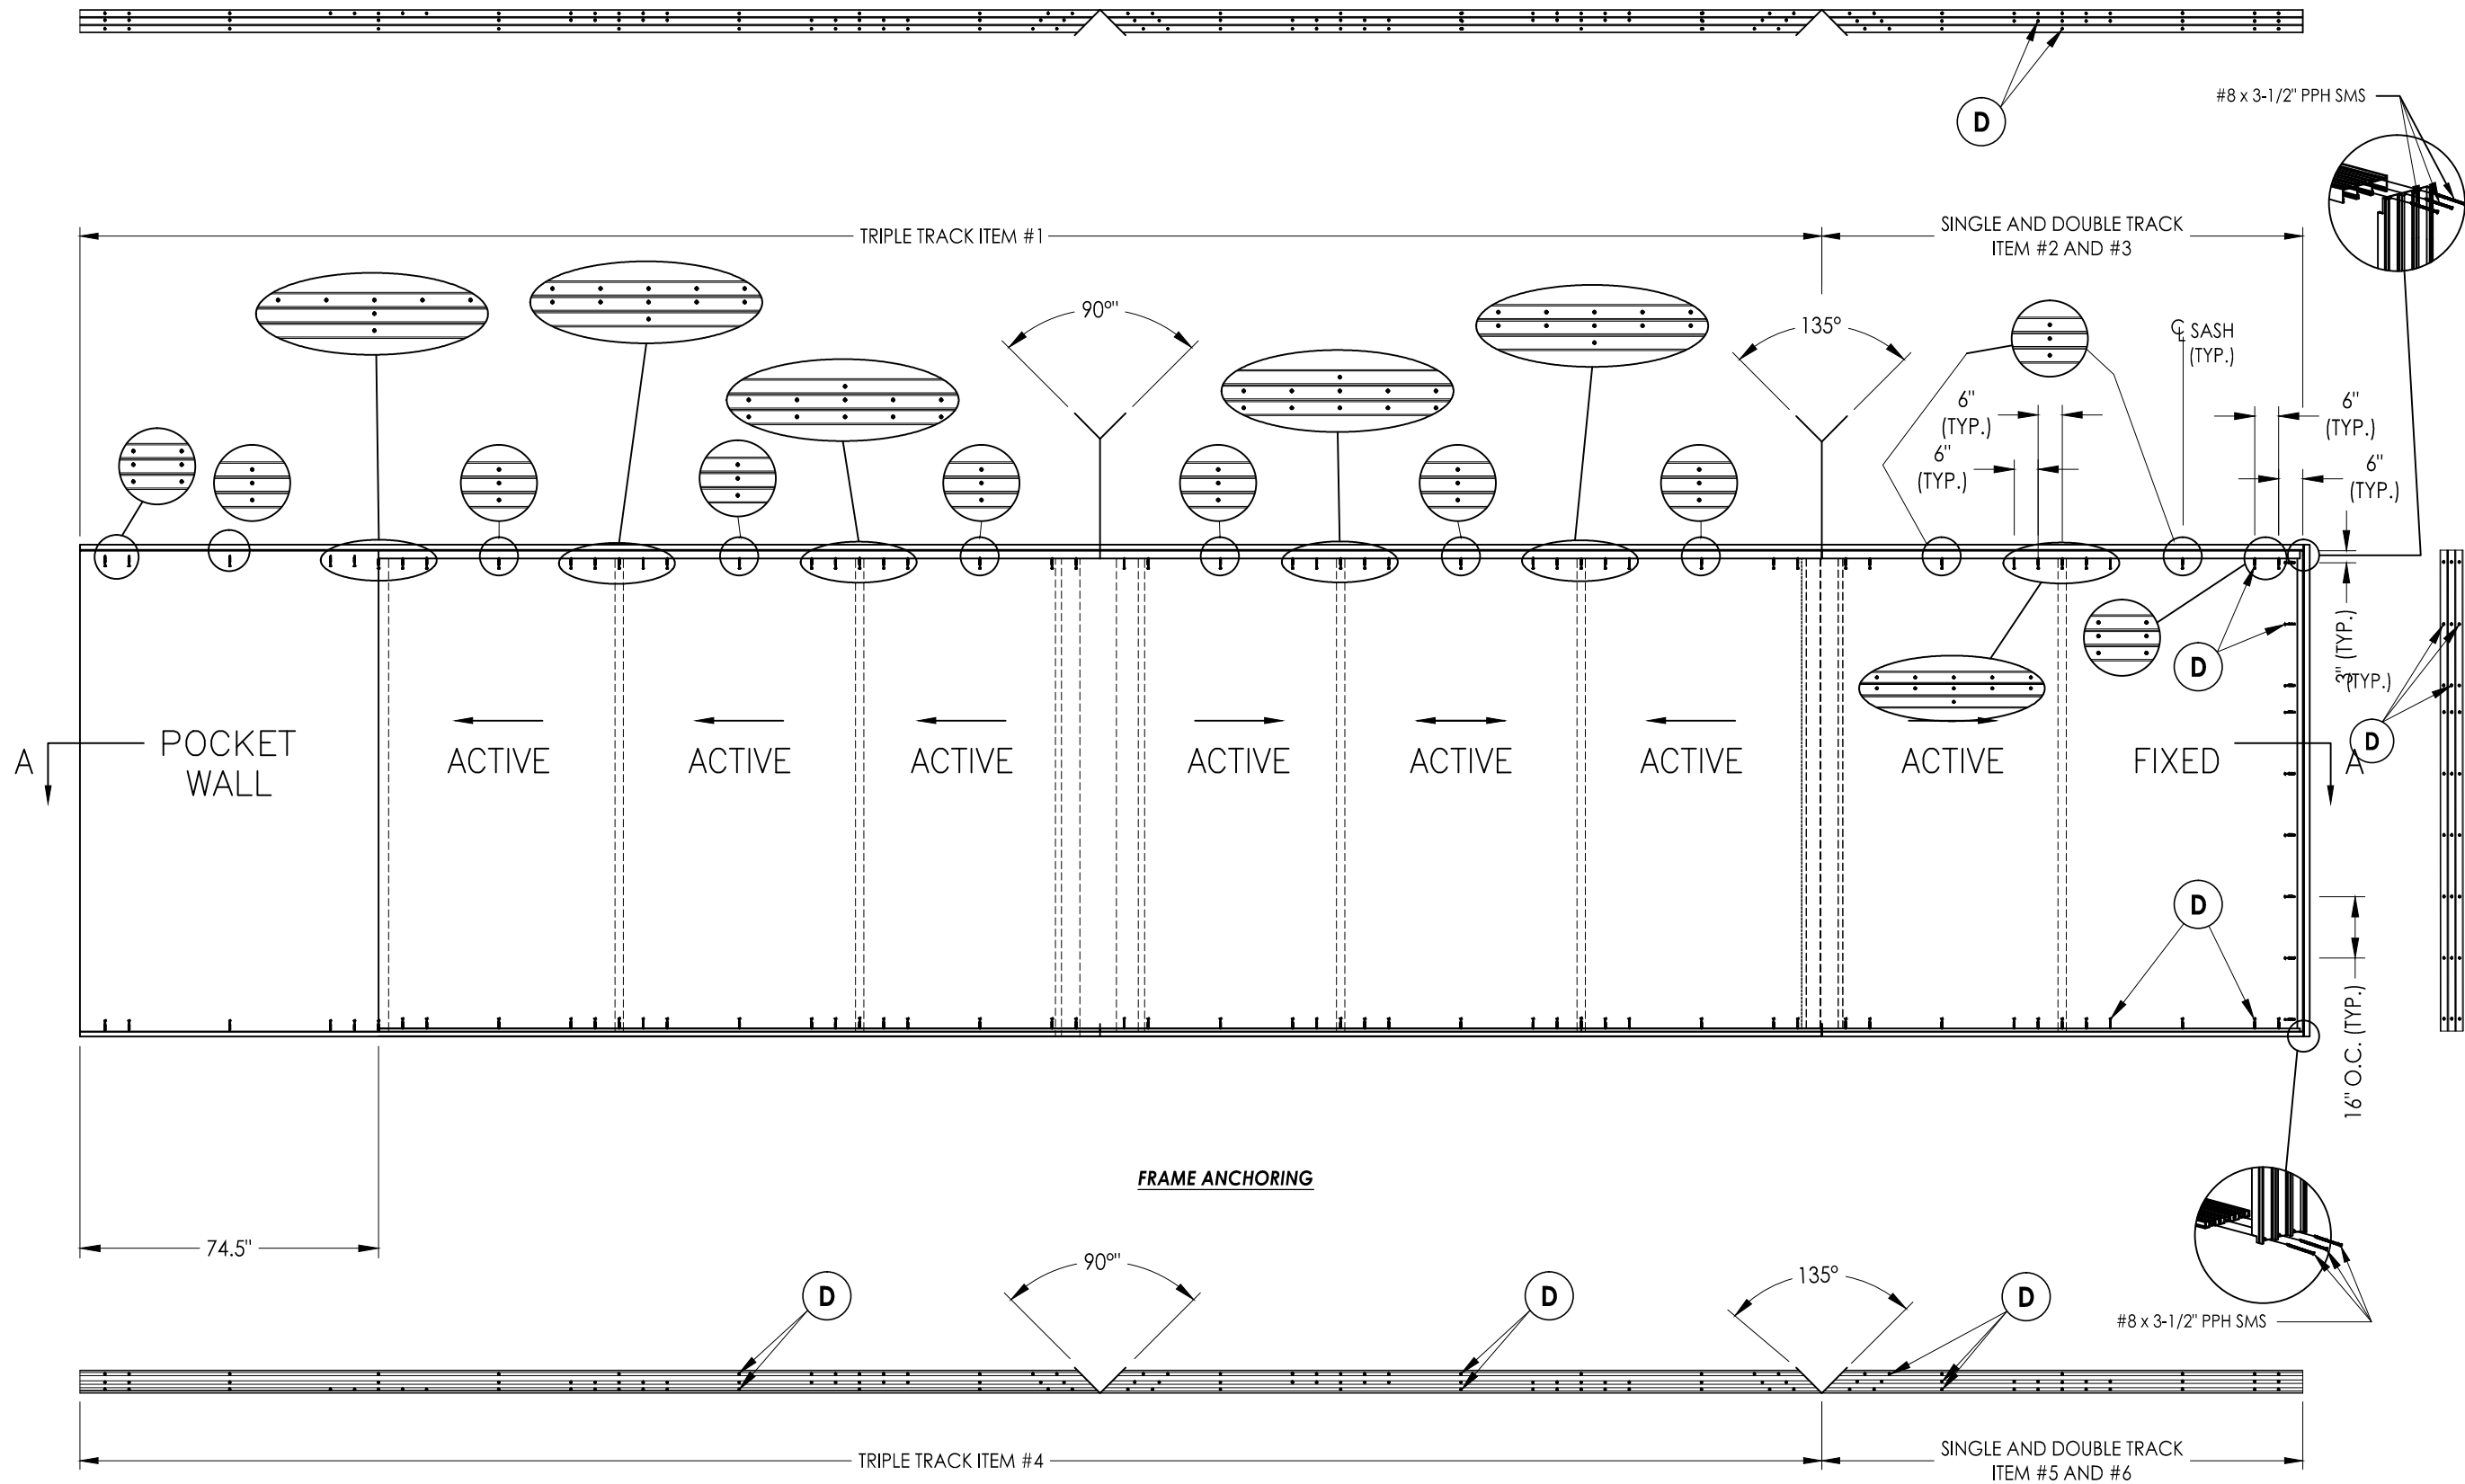 D
#8 x 3-1/2" PPH SMS
TRIPLE TRACK ITEM #1
SINGLE AND DOUBLE TRACK
ITEM #2 AND #3
90°"
135°
℄ SASH
(TYP.)
6"
(TYP.)
6"
(TYP.)
6"
(TYP.)
6"
(TYP.)
3" (TYP.)
(TYP.)
D
D
A
POCKET
WALL
ACTIVE
ACTIVE
ACTIVE
ACTIVE
ACTIVE
ACTIVE
ACTIVE
FIXED
A
D
16" O.C. (TYP.)
FRAME ANCHORING
74.5"
90°"
135°
D
D
D
#8 x 3-1/2" PPH SMS
TRIPLE TRACK ITEM #4
SINGLE AND DOUBLE TRACK
ITEM #5 AND #6